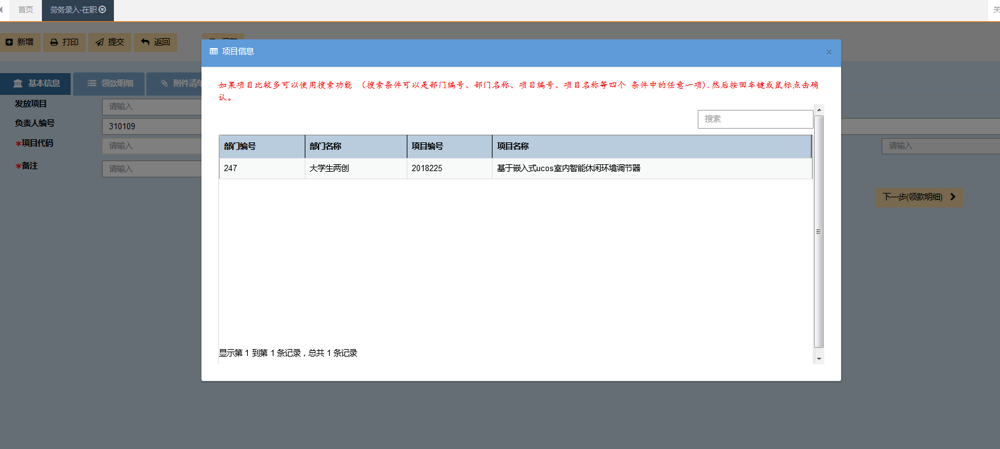 首页
劳务录入-在职
关
新增
打印
提交
返回
项目信息
×
基本信息
领款明细
附件清单
如果项目比较多可以使用搜索功能 （搜索条件可以是部门编号、部门名称、项目编号、项目名称等四个 条件中的任意一项),然后按回车键或鼠标点击确
认。
发放项目
请输入
搜索
负责人编号
310109
*项目代码
请输入
请输入
部门编号
部门名称
项目编号
项目名称
*备注
请输入
247
大学生两创
2018225
基于嵌入式ucos室内智能休闲环境调节器
下一步(领款明细)
显示第 1 到第 1 条记录，总共 1 条记录